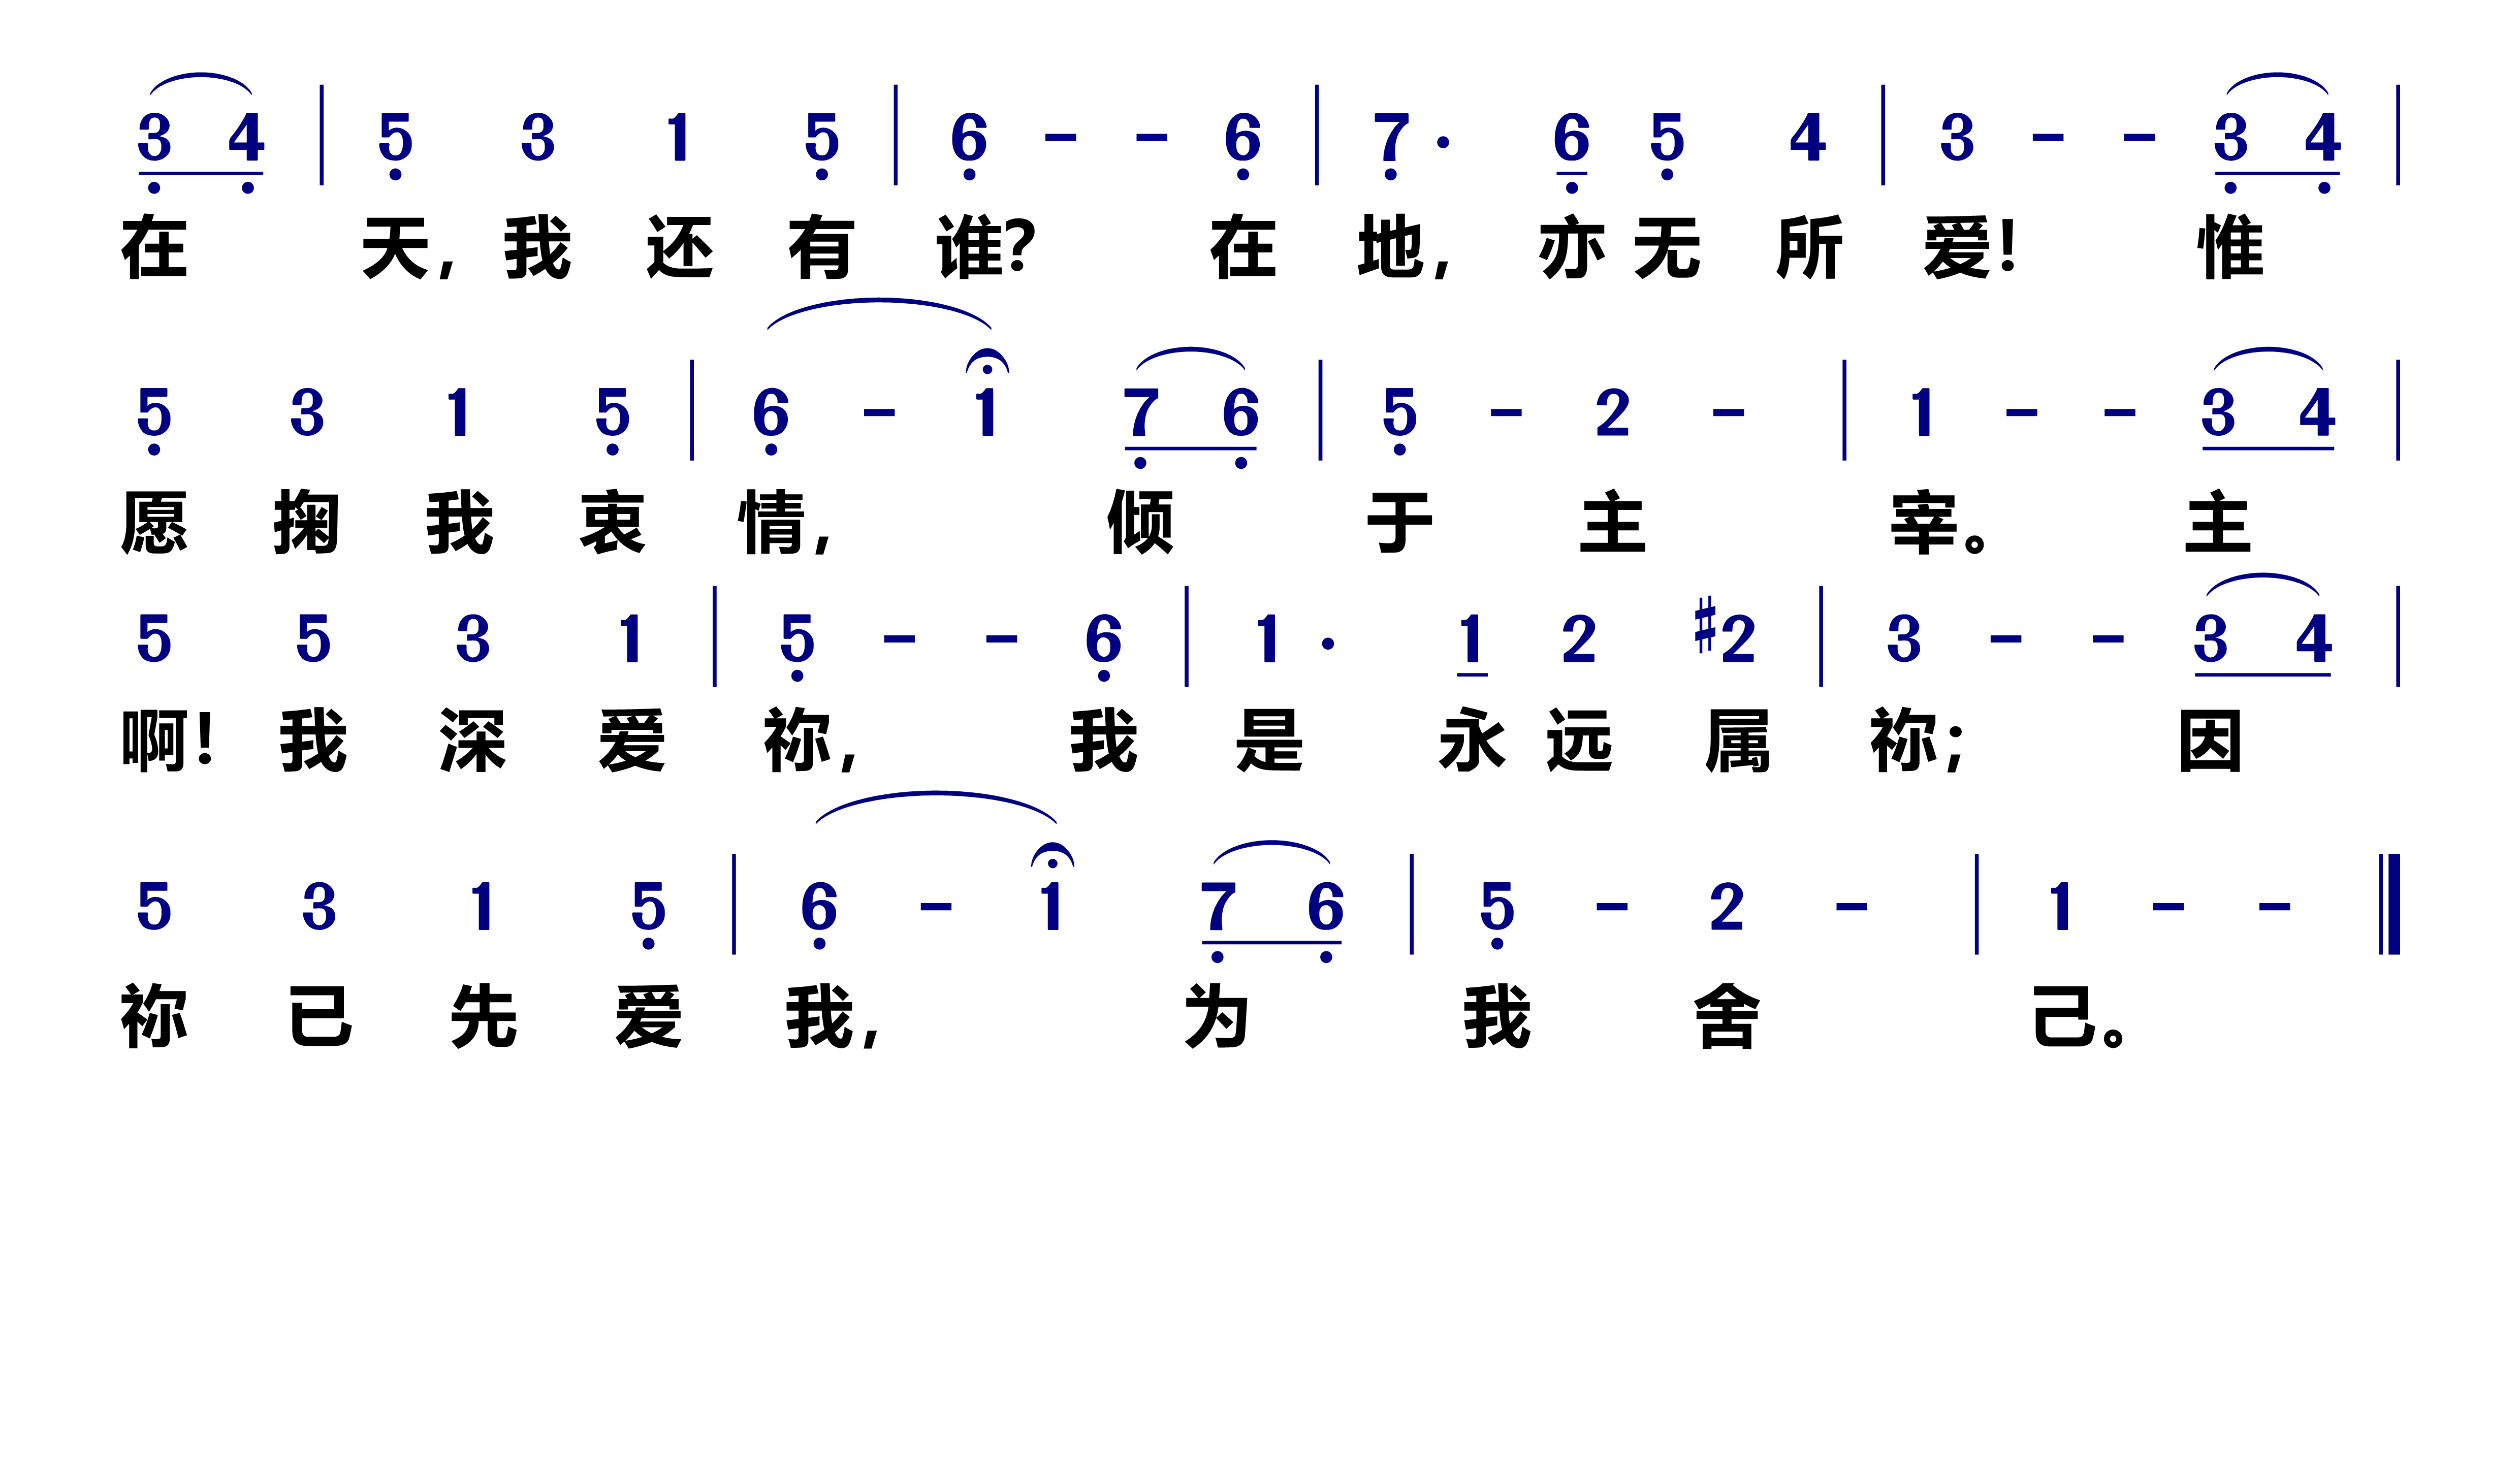 3 4 | 5 3 1 5 | 6 - - 6 | 7 · 6 5 4 | 3 - - 3 4 |
在 天,我 还 有 谁? 在 地, 亦 无 所 爱! 惟
5 3 1 5 | 6 - 1 7 6 | 5 - 2 - | 1 - - 3 4 |
愿 掬 我 衷 情, 倾 于 主 宰。 主
5 5 3 1 | 5 - - 6 | 1 · 1 2 #2 | 3 - - 3 4 |
啊! 我 深 爱 祢, 我 是 永 远 属 祢; 因
5 3 1 5 | 6 - 1 7 6 | 5 - 2 - | 1 - -
祢 已 先 爱 我, 为 我 舍 己。